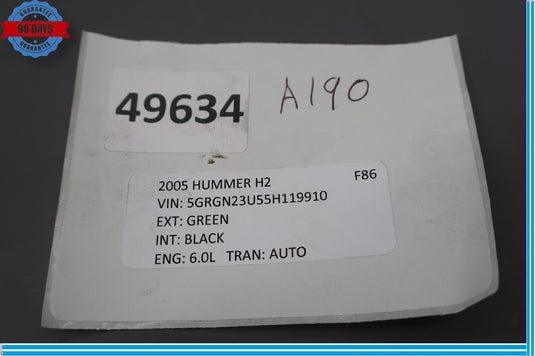 GUARANTEE
90 DAYS
GUARANTEE
49634
A190
2005 HUMMER H2 F86
VIN: 5GRGN23U55H119910
EXT: GREEN
INT: BLACK
ENG: 6.0L TRAN: AUTO